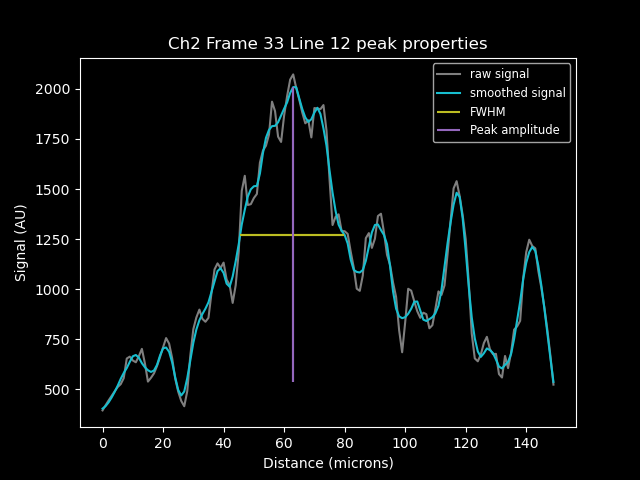 Ch2 Frame 33 Line 12 peak properties
raw signal
smoothed signal
FWHM
Peak amplitude
Signal (AU)
2000
1750
1500
1250
1000
750
500
0 20 40 60 80 100 120 140
Distance (microns)